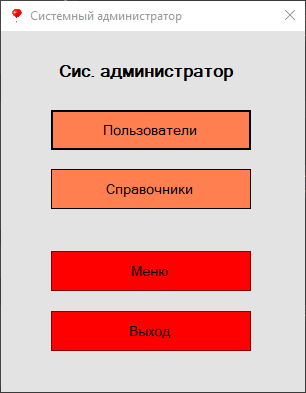 Системный администратор
Сис. администратор
Пользователи
Справочники
Меню
Выход